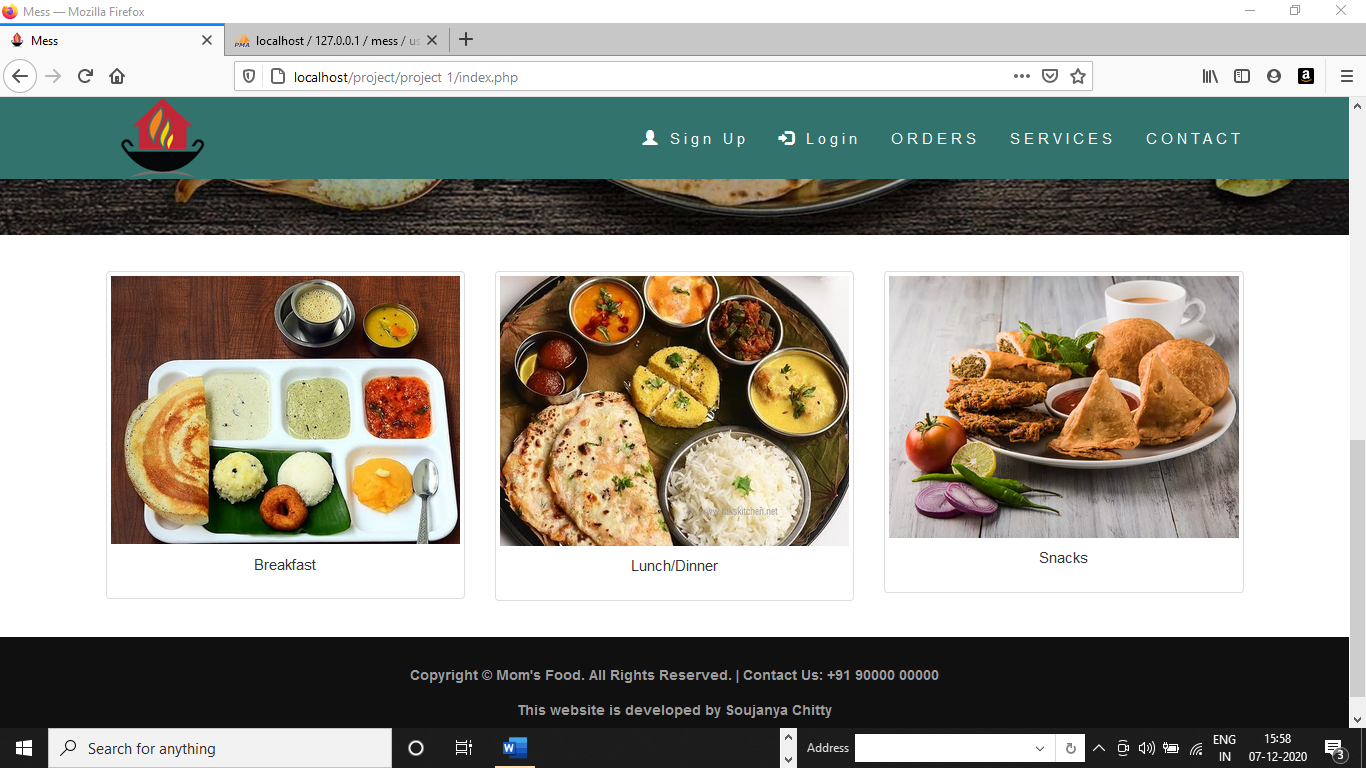 Mess — Mozilla Firefox
Mess
PMA localhost / 127.0.0.1 / mess / us
localhost/project/project 1/index.php
Sign Up Login ORDERS SERVICES CONTACT
Breakfast
Lunch/Dinner
Snacks
Copyright © Mom's Food. All Rights Reserved. | Contact Us: +91 90000 00000
This website is developed by Soujanya Chitty
Search for anything
W
Address
ENG
IN
15:58
07-12-2020
3